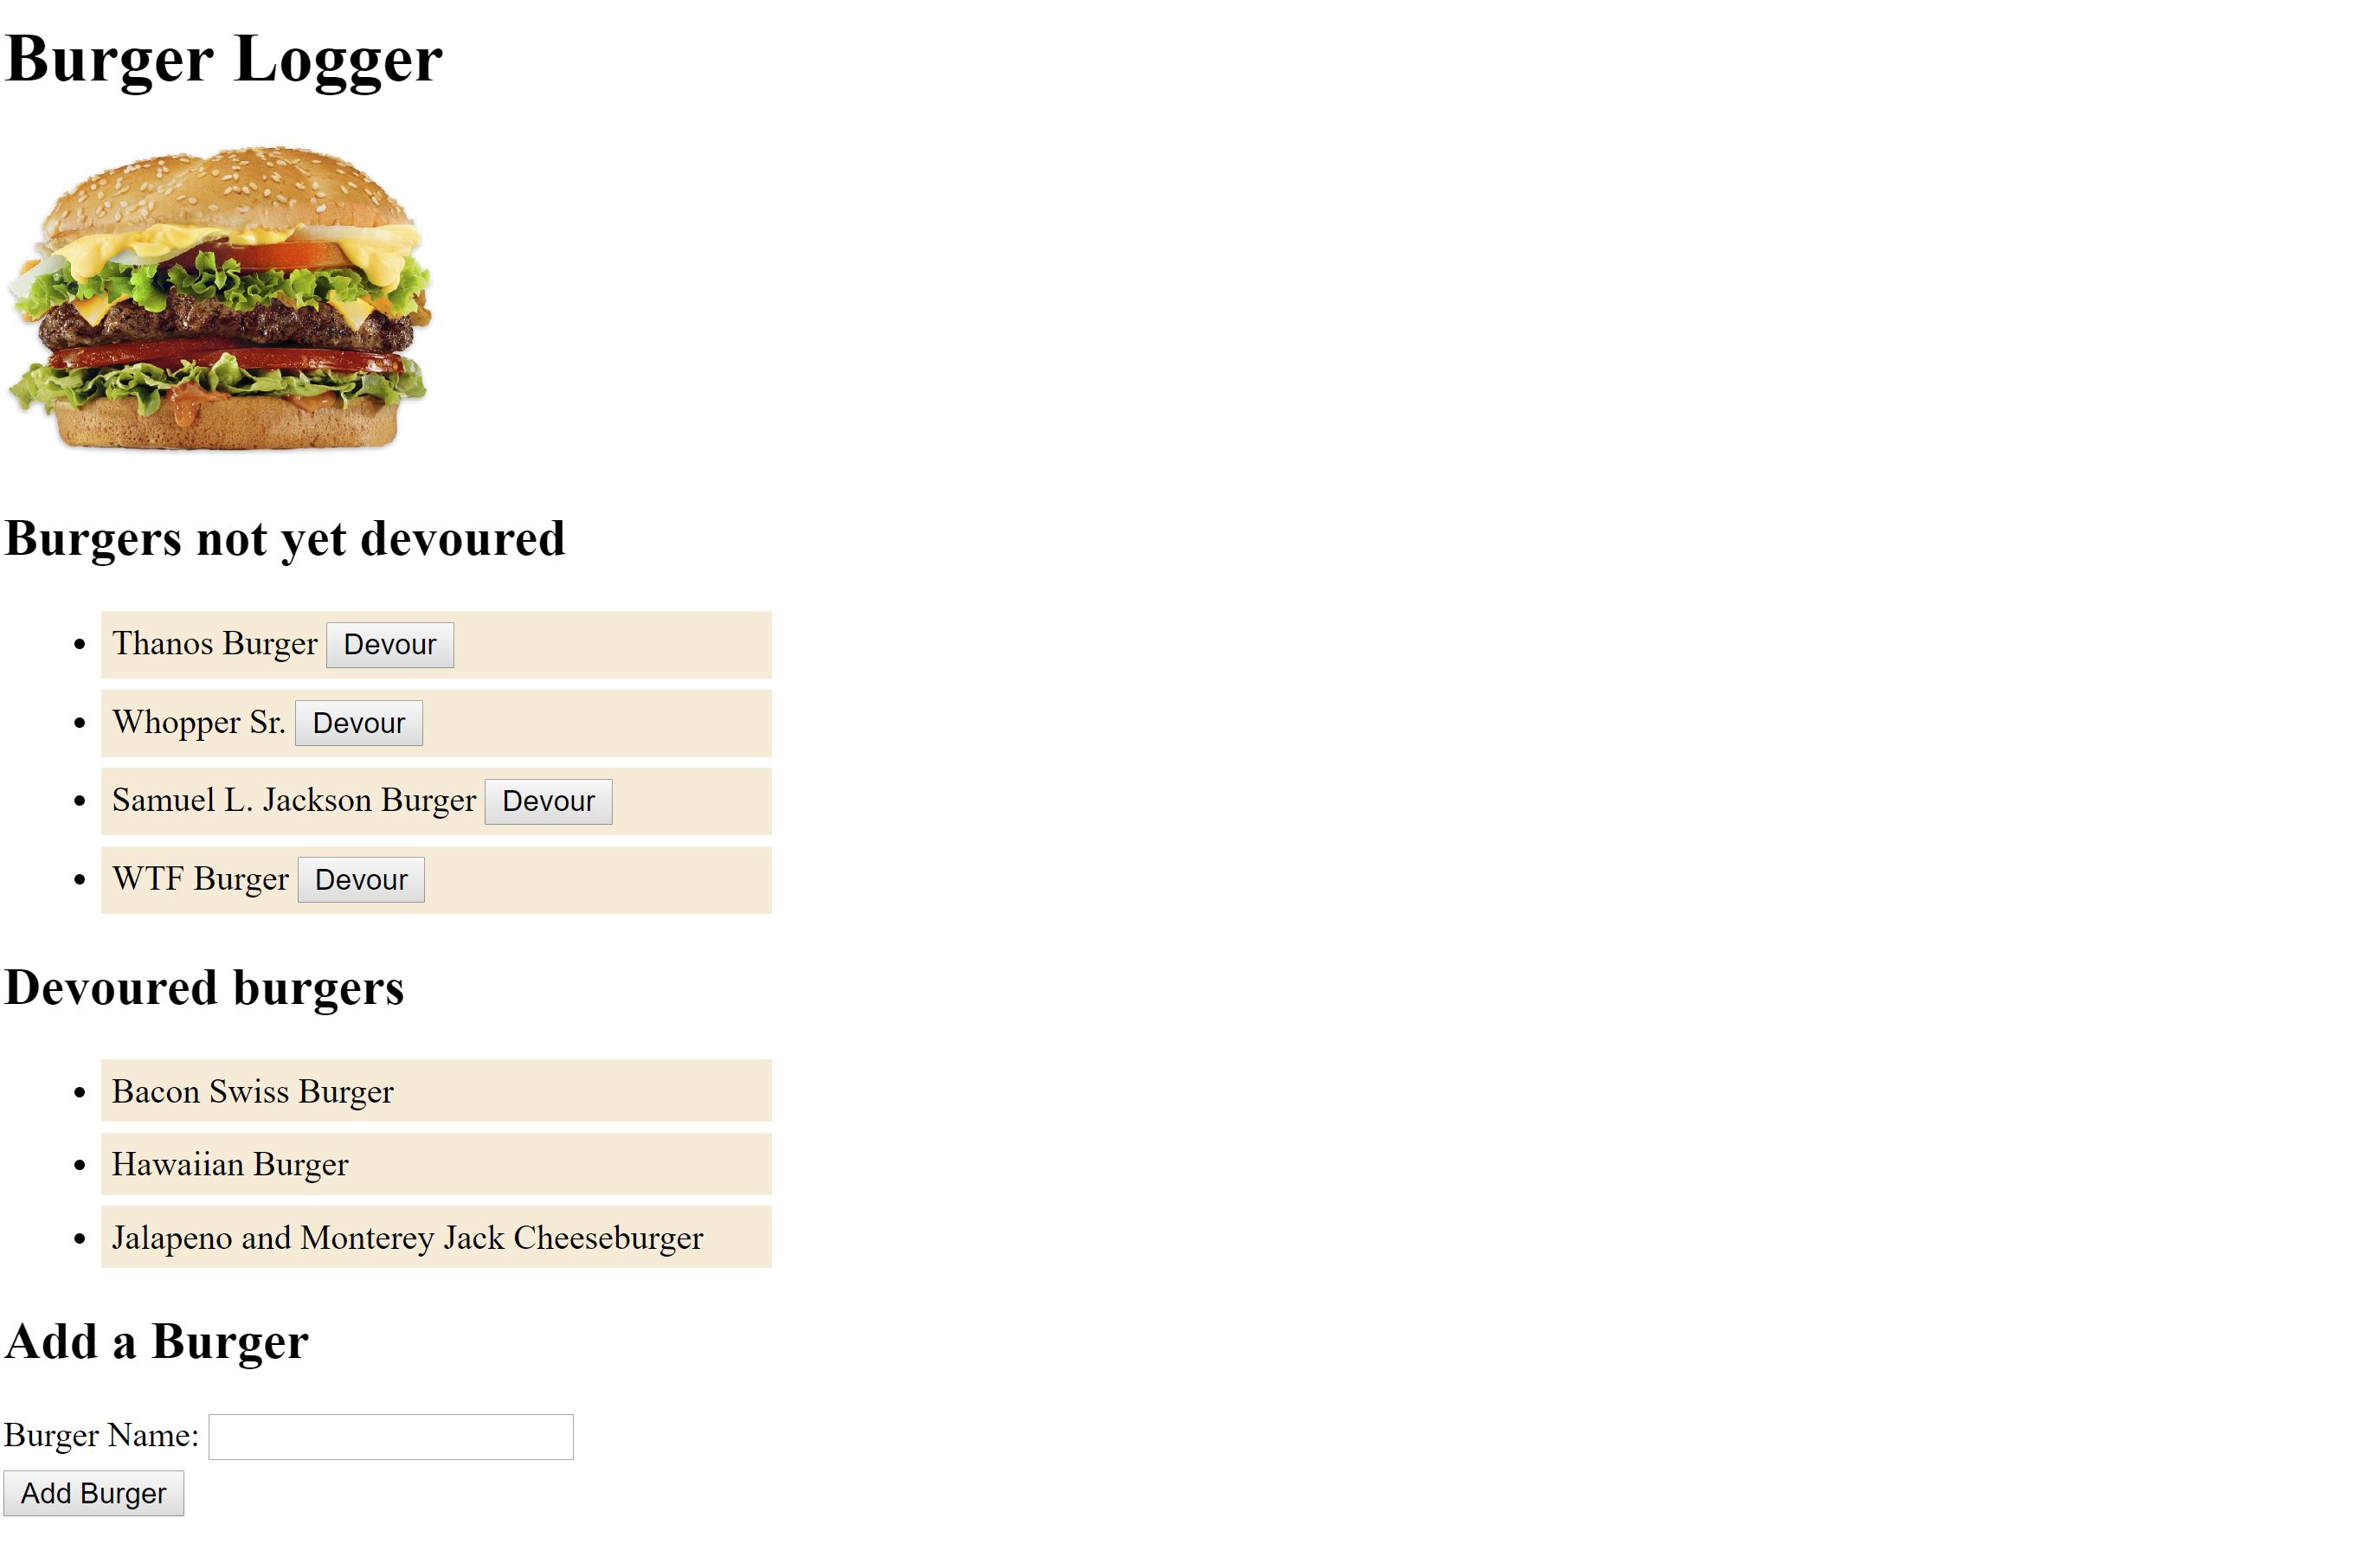 Burger Logger
Burgers not yet devoured
Thanos Burger Devour
Whopper Sr. Devour
Samuel L. Jackson Burger Devour
WTF Burger Devour
Devoured burgers
Bacon Swiss Burger
Hawaiian Burger
Jalapeno and Monterey Jack Cheeseburger
Add a Burger
Burger Name:
Add Burger